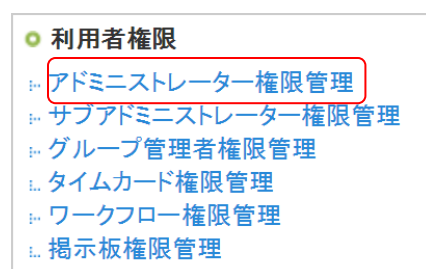 利用者権限
アドミニストレーター権限管理
サブアドミニストレーター権限管理
グループ管理者権限管理
タイムカード権限管理
ワークフロー権限管理
掲示板権限管理